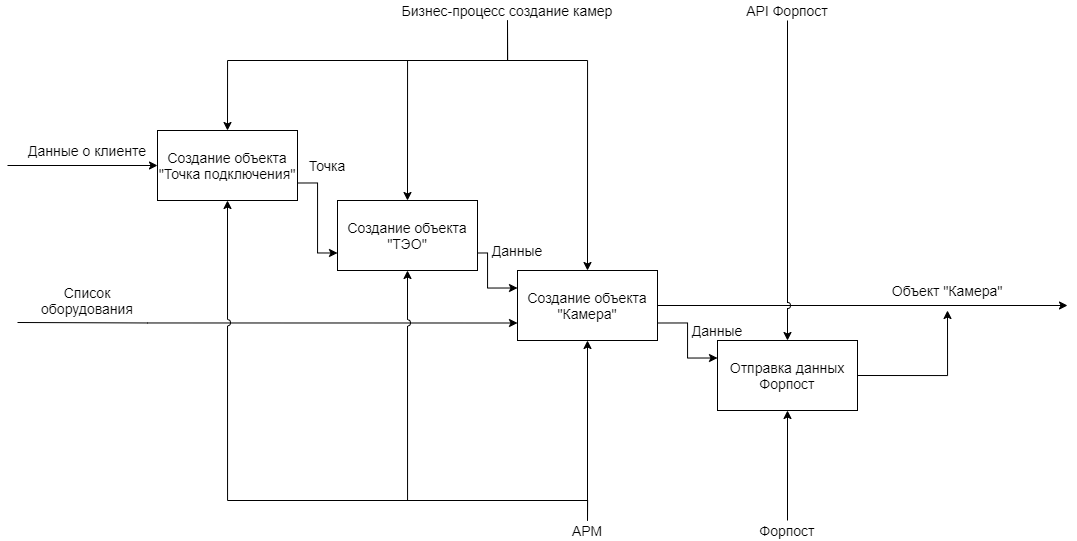 Бизнес-процесс создание камер
API Форпост
Данные о клиенте
Создание объекта
"Точка подключения"
Точка
Создание объекта
"ТЭО"
Данные
Список
оборудования
Создание объекта
"Камера"
Объект "Камера"
Данные
Отправка данных
Форпост
АРМ
Форпост